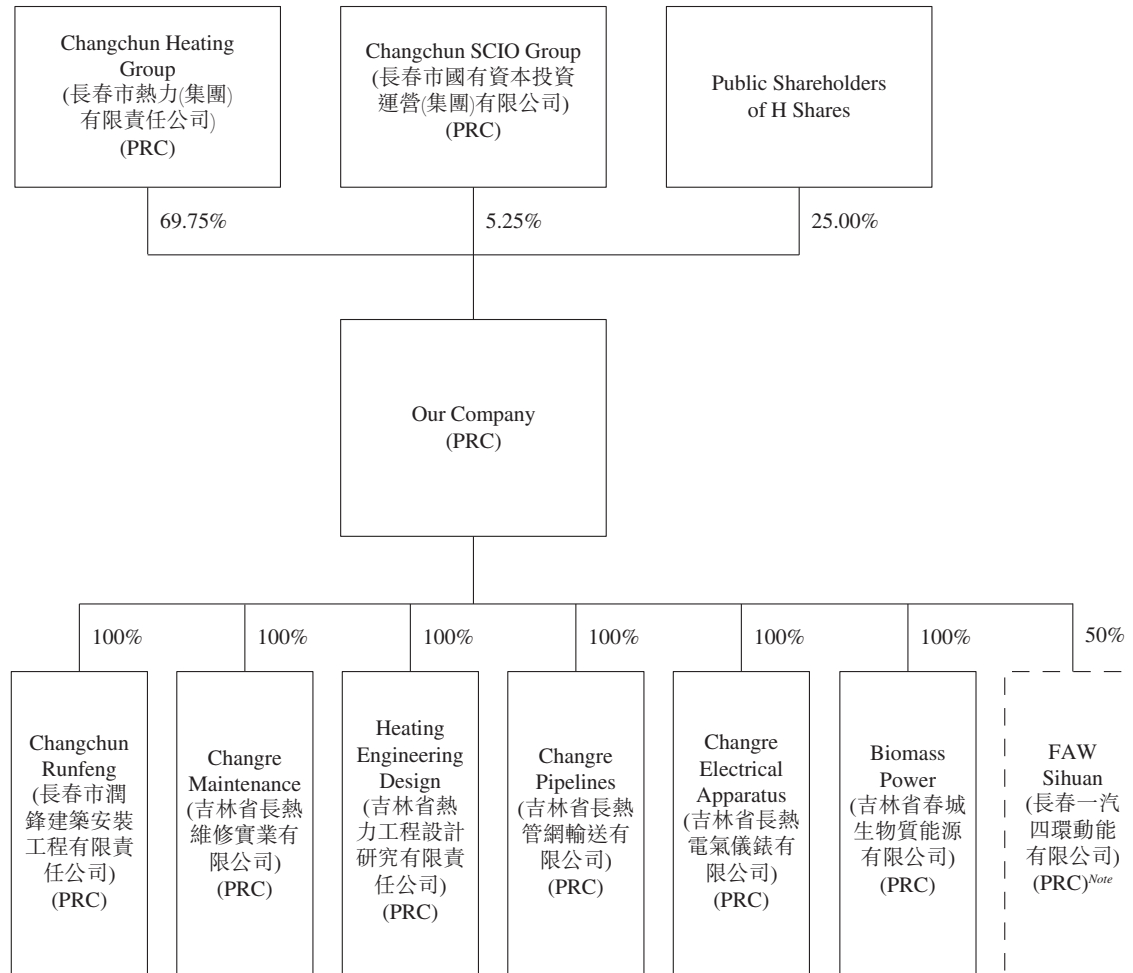 Changchun Heating
Group
(長春市熱力(集團)
有限責任公司)
(PRC)
Changchun SCIO Group
(長春市國有資本投資
運營(集團)有限公司)
(PRC)
Public Shareholders
of H Shares
69.75%
5.25%
25.00%
Our Company
(PRC)
100%
100%
100%
100%
100%
100%
50%
Changchun
Runfeng
(長春市潤
鋒建築安裝
工程有限責
任公司)
(PRC)
Changre
Maintenance
(吉林省長熱
維修實業有
限公司)
(PRC)
Heating
Engineering
Design
(吉林省熱
力工程設計
研究有限責
任公司)
(PRC)
Changre
Pipelines
(吉林省長熱
管網輸送有
限公司)
(PRC)
Changre
Electrical
Apparatus
(吉林省長熱
電氣儀錶有
限公司)
(PRC)
Biomass
Power
(吉林省春城
生物質能源
有限公司)
(PRC)
FAW
Sihuan
(長春一汽
四環動能
有限公司)
(PRC)Note